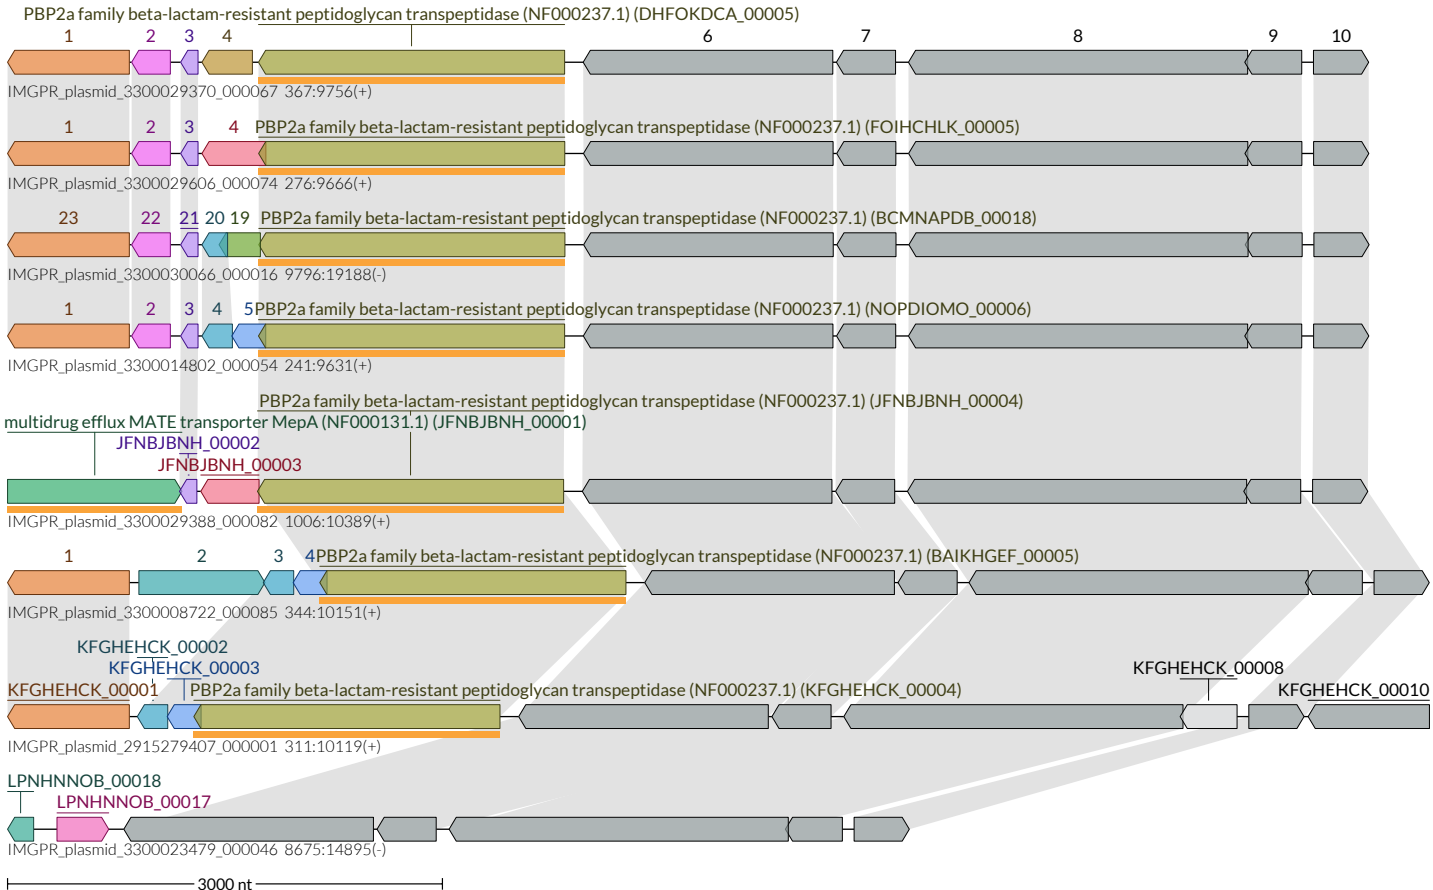 PBP2a family beta-lactam-resistant peptidoglycan transpeptidase (NF000237.1) (DHFOKDCA_00005)
1 2 3 4 6 7 8 9 10
IMGPR_plasmid_3300029370_000067 367:9756(+)
1 2 3 4 PBP2a family beta-lactam-resistant peptidoglycan transpeptidase (NF000237.1) (FOIHCHLK_00005)
IMGPR_plasmid_3300029606_000074 276:9666(+)
23 22 21 20 19 PBP2a family beta-lactam-resistant peptidoglycan transpeptidase (NF000237.1) (BCMNAPDB_00018)
IMGPR_plasmid_3300030066_000016 9796:19188(-)
1 2 3 4 5 PBP2a family beta-lactam-resistant peptidoglycan transpeptidase (NF000237.1) (NOPDIOMO_00006)
IMGPR_plasmid_3300014802_000054 241:9631(+)
PBP2a family beta-lactam-resistant peptidoglycan transpeptidase (NF000237.1) (JFNBJBNH_00004)
multidrug efflux MATE transporter MepA (NF000131.1) (JFNBJBNH_00001)
JFNBJBNH_00002
JFNBJBNH_00003
IMGPR_plasmid_3300029388_000082 1006:10389(+)
1 2 3 4 PBP2a family beta-lactam-resistant peptidoglycan transpeptidase (NF000237.1) (BAIKHGEF_00005)
IMGPR_plasmid_3300008722_000085 344:10151(+)
KFGHEHCK_00002
KFGHEHCK_00003 KFGHEHCK_00008
KFGHEHCK_00001 PBP2a family beta-lactam-resistant peptidoglycan transpeptidase (NF000237.1) (KFGHEHCK_00004) KFGHEHCK_00010
IMGPR_plasmid_2915279407_000001 311:10119(+)
LPNHNNOB_00018
LPNHNNOB_00017
IMGPR_plasmid_3300023479_000046 8675:14895(-)
3000 nt